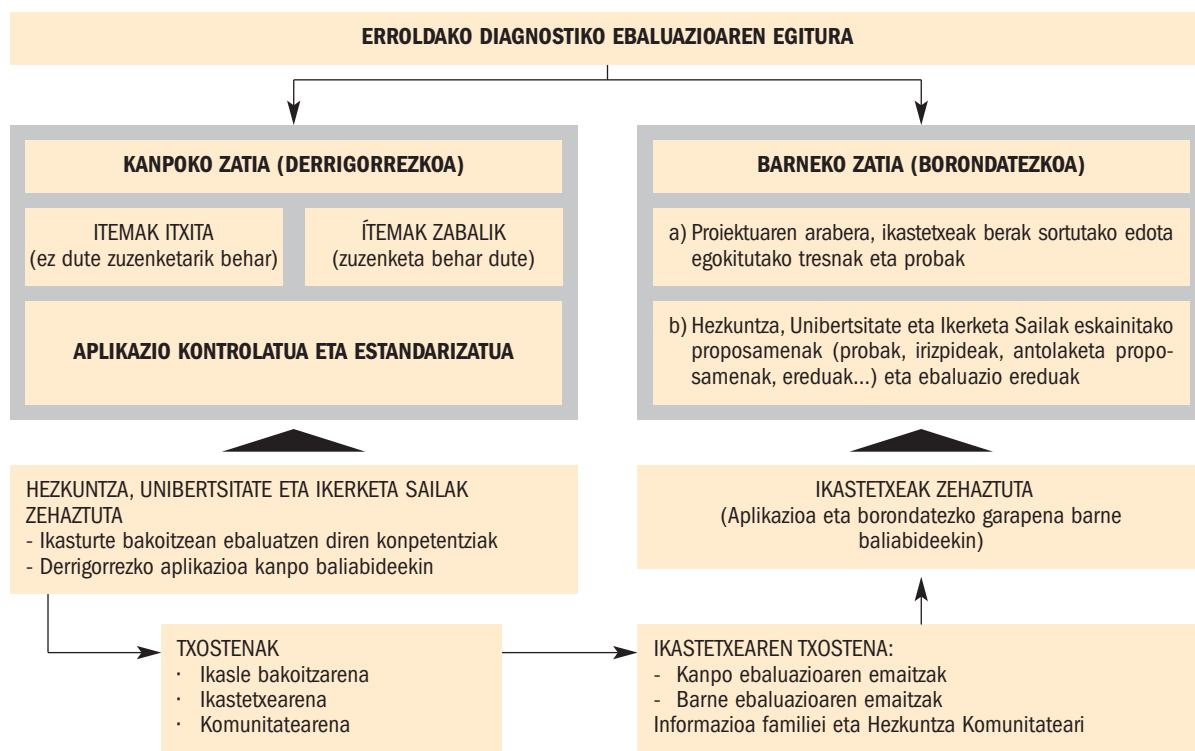 ERROLDAKO DIAGNOSTIKO EBALUAZIOAREN EGITURA
KANPOKO ZATIA (DERRIGORREZKOA)
ITEMAK ITXITA
(ez dute zuzenketarik behar)
ÍTEMAK ZABALIK
(zuzenketa behar dute)
APLIKAZIO KONTROLATUA ETA ESTANDARIZATUA
BARNEKO ZATIA (BORONDATEZKOA)
a) Proiektuaren arabera, ikastetxeak berak sortutako edota
egokitutako tresnak eta probak
b) Hezkuntza, Unibertsitate eta Ikerketa Sailak eskainitako
proposamenak (probak, irizpideak, antolaketa propo-
samenak, ereduak...) eta ebaluazio ereduak
HEZKUNTZA, UNIBERTSITATE ETA IKERKETA SAILAK
ZEHAZTUTA
- Ikasturte bakoitzean ebaluatzen diren konpetentziak
- Derrigorrezko aplikazioa kanpo baliabideekin
IKASTETXEAK ZEHAZTUTA
(Aplikazioa eta borondatezko garapena barne
baliabideekin)
TXOSTENAK
· Ikasle bakoitzarena
· Ikastetxearena
· Komunitatearena
IKASTETXEAREN TXOSTENA:
- Kanpo ebaluazioaren emaitzak
- Barne ebaluazioaren emaitzak
Informazioa familiei eta Hezkuntza Komunitateari